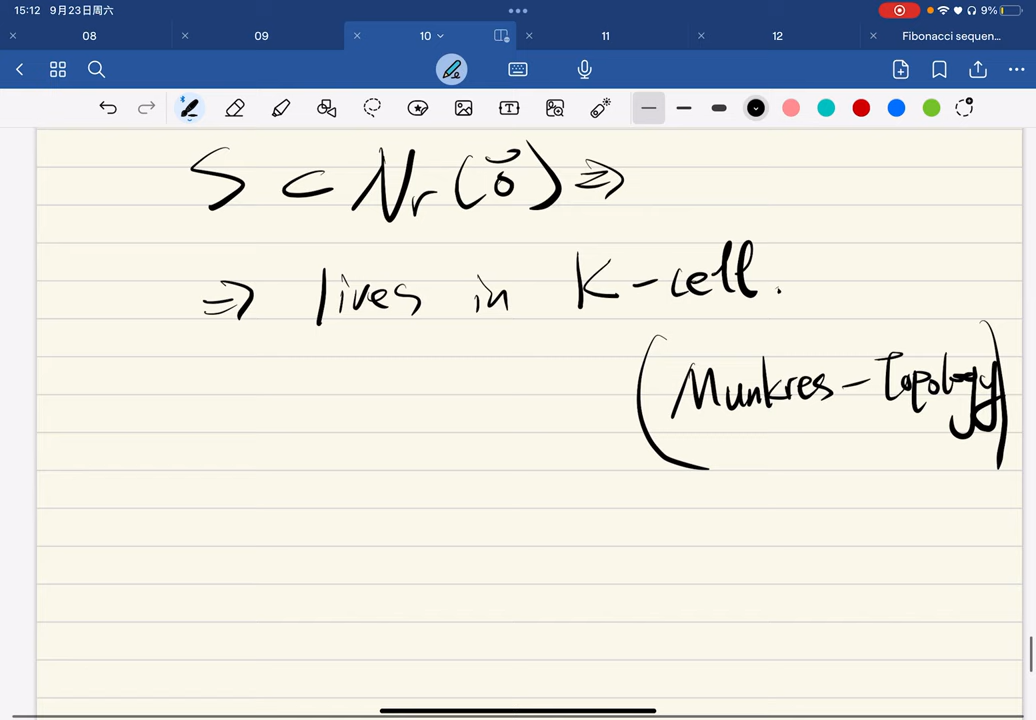 15:12 9月23日周六 9%
08 09 10 11 12 Fibonacci sequen...
S ⊂ Nr(0⃗) ⇒
⇒ lives in K-cell.
(Munkres-Topology)